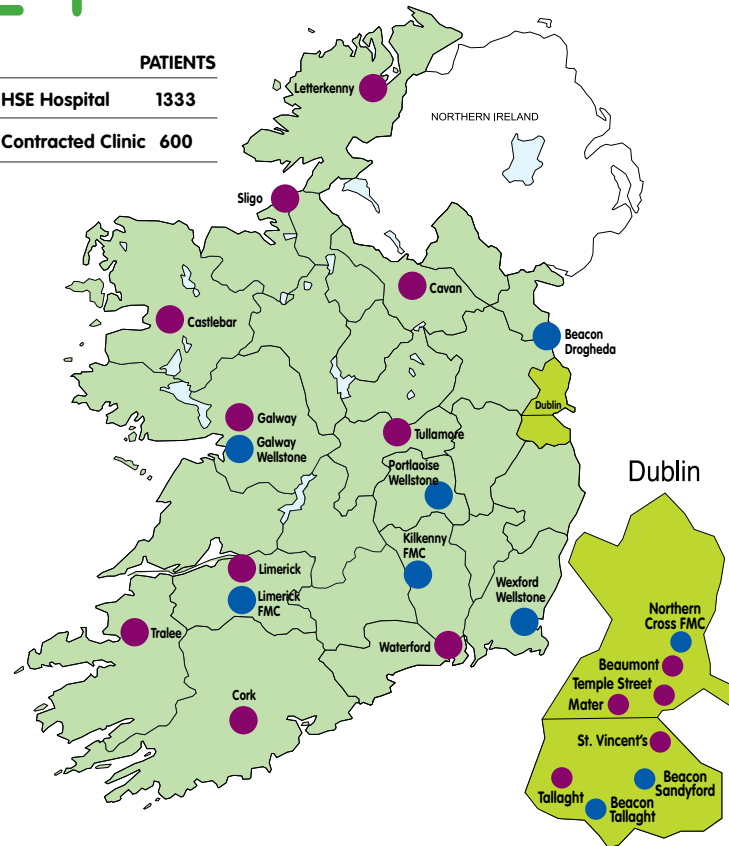 PATIENTS
HSE Hospital 1333
Contracted Clinic 600
Letterkenny
NORTHERN IRELAND
Sligo
Cavan
Castlebar
Beacon
Drogheda
Dublin
Galway
Galway
Wellstone
Tullamore
Portlaoise
Wellstone
Kilkenny
FMC
Limerick
Limerick
FMC
Wexford
Wellstone
Tralee
Waterford
Cork
Dublin
Northern
Cross FMC
Beaumont
Temple Street
Mater
St. Vincent's
Tallaght
Beacon
Sandyford
Beacon
Tallaght